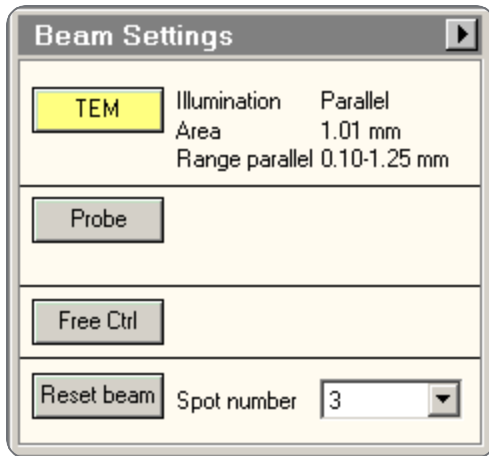 Beam Settings
TEM Illumination Parallel
Area 1.01 mm
Range parallel 0.10-1.25 mm
Probe
Free Ctrl
Reset beam Spot number 3